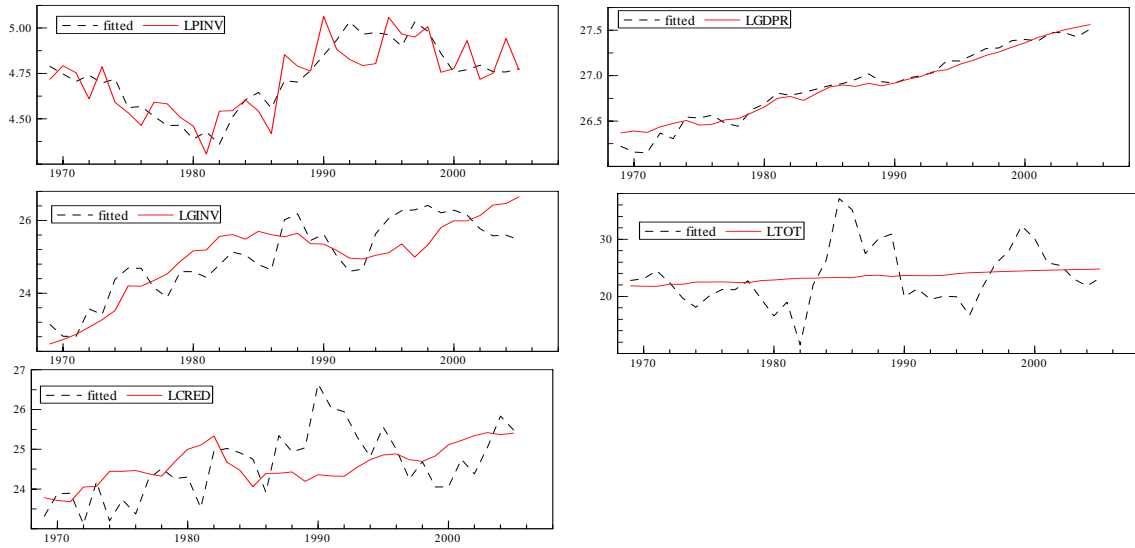 fitted LPINV
5.00
4.75
4.50
1970 1980 1990 2000
fitted LGDPR
27.5
27.0
26.5
1970 1980 1990 2000
fitted LGINV
26
24
1970 1980 1990 2000
fitted LTOT
30
20
1970 1980 1990 2000
fitted LCRED
27
26
25
24
23
1970 1980 1990 2000